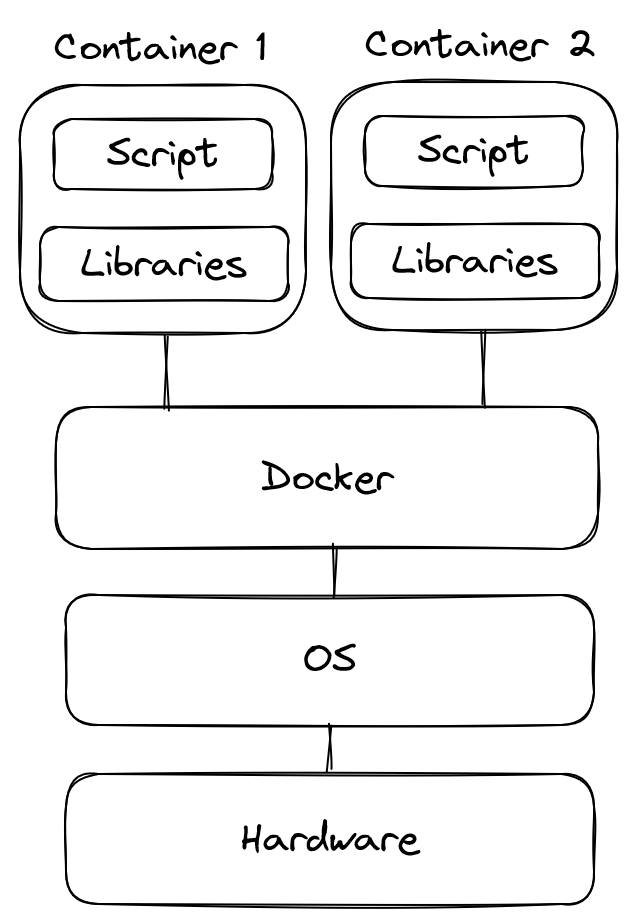 Container 1
Container 2
Script
Script
Libraries
Libraries
Docker
OS
Hardware